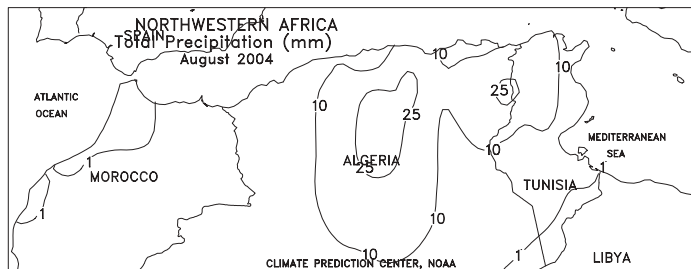 NORTHWESTERN AFRICA
SPAIN
Total Precipitation (mm)
August 2004
10
10
25
ATLANTIC
OCEAN
10
25
MEDITERRANEAN
SEA
10
ALGERIA
25
1
1
MOROCCO
TUNISIA
1
10
10
10
1
LIBYA
CLIMATE PREDICTION CENTER, NOAA